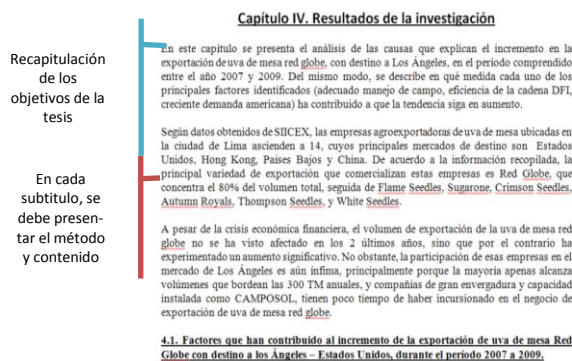 Capítulo IV. Resultados de la investigación
Recapitulación
de los
objetivos de la
tesis
En este capítulo se presenta el análisis de las causas que explican el incremento en la
exportación de uva de mesa red globe, con destino a Los Ángeles, en el período comprendido
entre el año 2007 y 2009. Del mismo modo, se describe en qué medida cada uno de los
principales factores identificados (adecuado manejo de campo, eficiencia de la cadena DFI,
creciente demanda americana) ha contribuido a que la tendencia siga en aumento.
En cada
subtitulo, se
debe presen-
tar el método
y contenido
Según datos obtenidos de SIICEX, las empresas agroexportadoras de uva de mesa ubicadas en
la ciudad de Lima ascienden a 14, cuyos principales mercados de destino son Estados
Unidos, Hong Kong, Países Bajos y China. De acuerdo a la información recopilada, la
principal variedad de exportación que comercializan estas empresas es Red Globe, que
concentra el 80% del volumen total, seguida de Flame Seedles, Sugarone, Crimson Seedles,
Autumn Royals, Thompson Seedles, y White Seedles.
A pesar de la crisis económica financiera, el volumen de exportación de la uva de mesa red
globe no se ha visto afectado en los 2 últimos años, sino que por el contrario ha
experimentado un aumento significativo. No obstante, la participación de esas empresas en el
mercado de Los Ángeles es aún ínfima, principalmente porque la mayoría apenas alcanza
volúmenes que bordean las 300 TM anuales, y compañías de gran envergadura y capacidad
instalada como CAMPOSOL, tienen poco tiempo de haber incursionado en el negocio de
exportación de uva de mesa red globe.
4.1. Factores que han contribuido al incremento de la exportación de uva de mesa Red
Globe con destino a los Ángeles – Estados Unidos, durante el período 2007 a 2009.